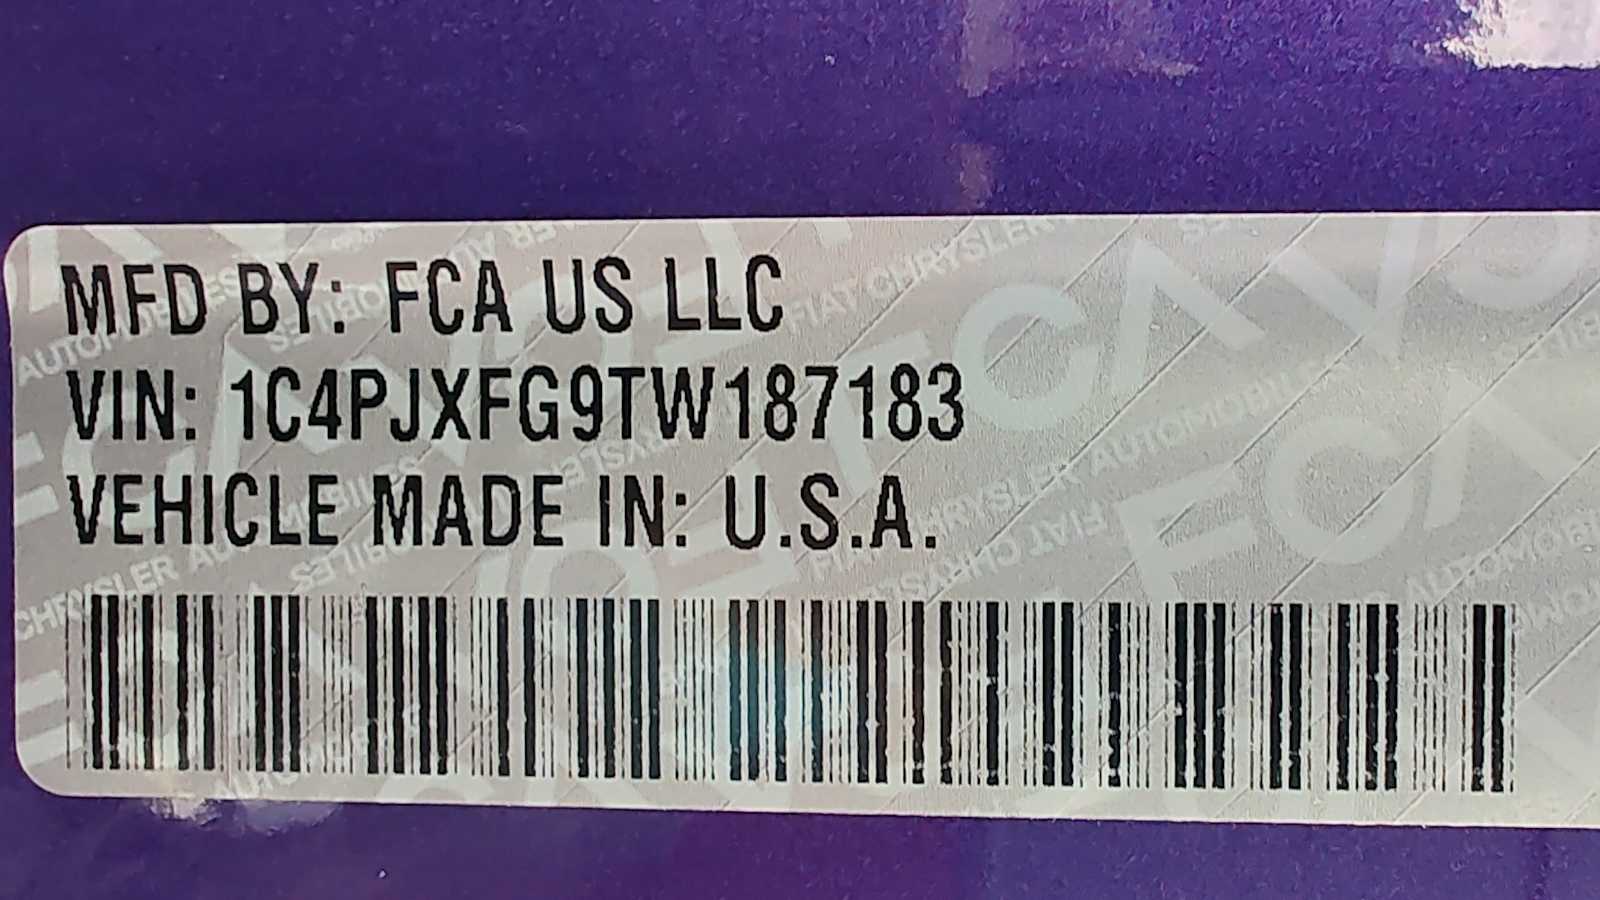 MFD BY: FCA US LLC
VIN: 1C4PJXFG9TW187183
VEHICLE MADE IN: U.S.A.